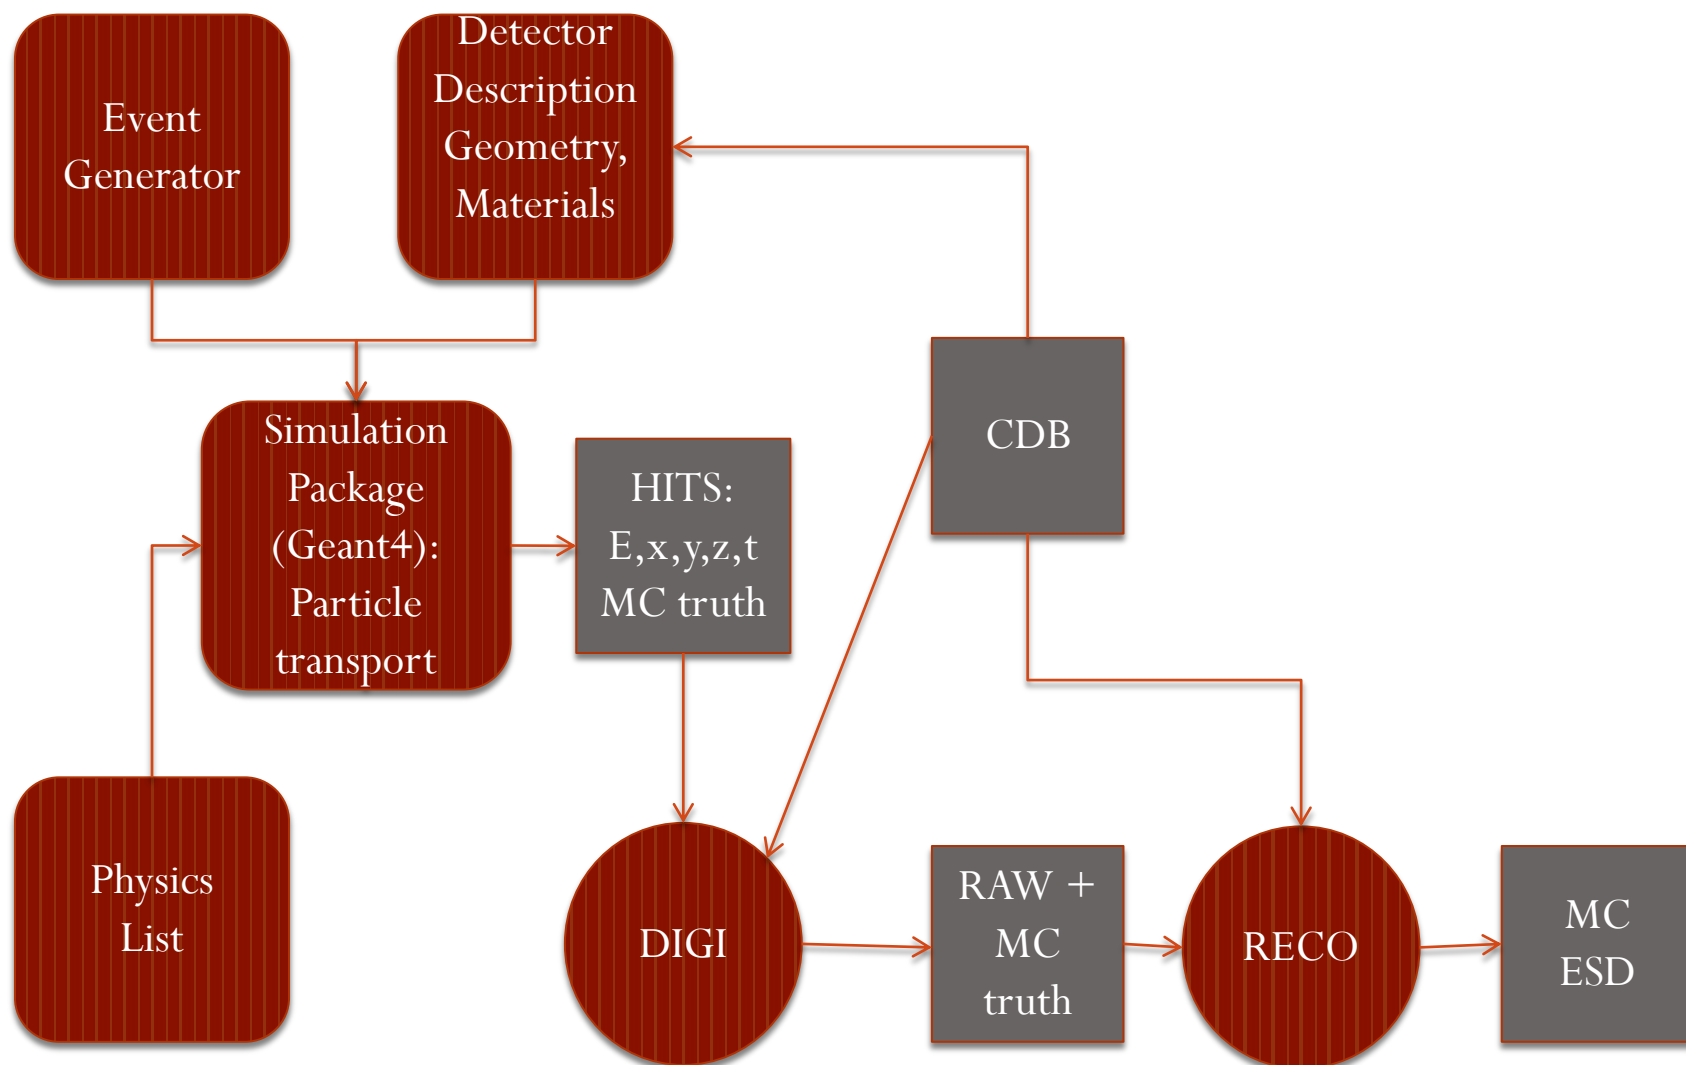 Event
Generator
Detector
Description
Geometry,
Materials
Simulation
Package
(Geant4):
Particle
transport
HITS:
E,x,y,z,t
MC truth
CDB
Physics
List
DIGI
RAW +
MC
truth
RECO
MC
ESD